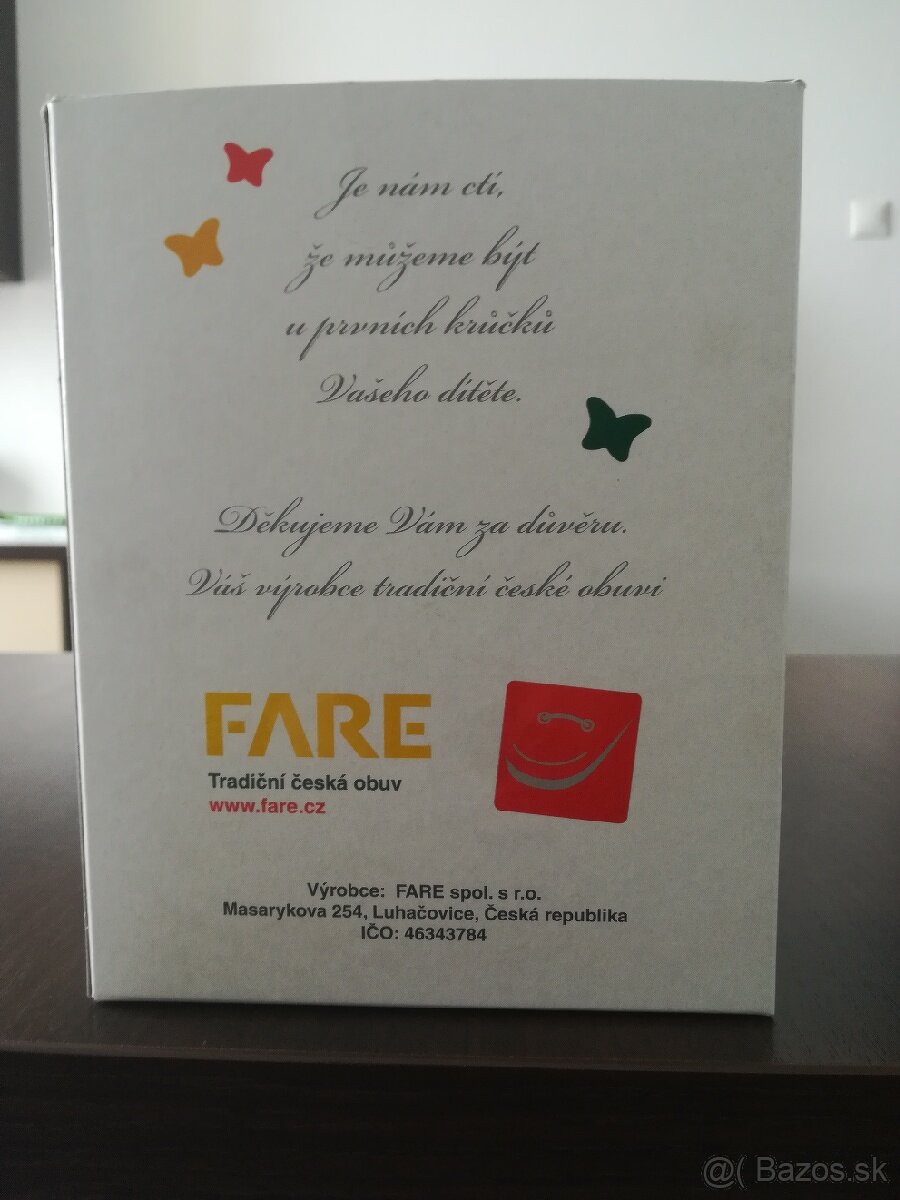 Je nám ctí,
že můžeme být
u prvních krůčků
Vašeho dítěte.
Děkujeme Vám za důvěru.
Váš výrobce tradiční české obuvi
FARE
Tradiční česká obuv
www.fare.cz
Výrobce: FARE spol. s r.o.
Masarykova 254, Luhačovice, Česká republika
IČO: 46343784
@( Bazos.sk